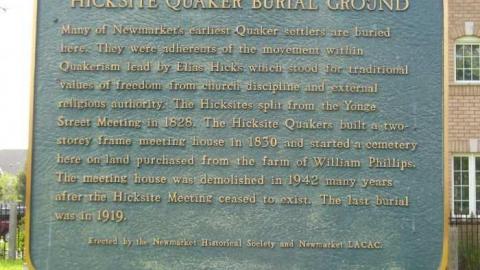 HICKSITE QUAKER BURIAL GROUND
Many of Newmarket's earliest Quaker settlers are buried
here. They were adherents of the movement within
Quakerism lead by Elias Hicks which stood for traditional
values of freedom from church discipline and external
religious authority. The Hicksites split from the Yonge
Street Meeting in 1828. The Hicksite Quakers built a two-
storey frame meeting house in 1830 and started a cemetery
here on land purchased from the farm of William Phillips.
The meeting house was demolished in 1942 many years
after the Hicksite Meeting ceased to exist. The last burial
was in 1919.
Erected by the Newmarket Historical Society and Newmarket LACAC.